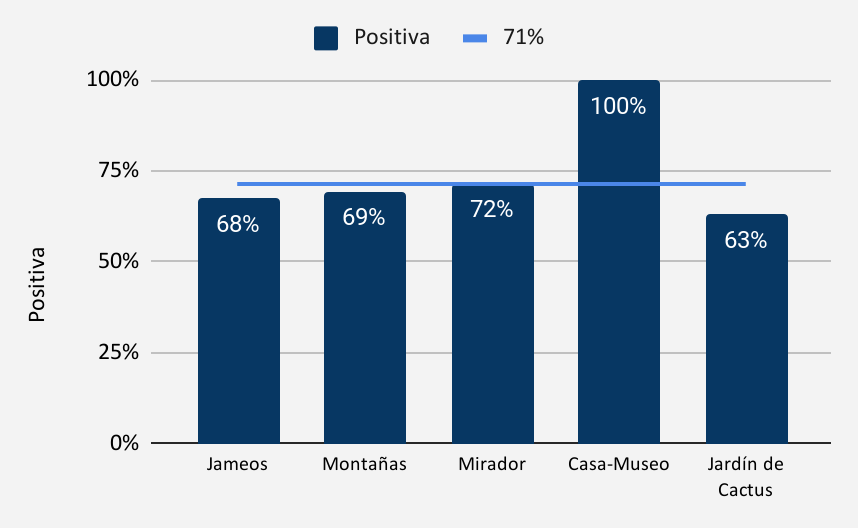 Positiva 71%
100%
75%
50%
25%
0%
Positiva
68% 69% 72% 100% 63%
Jameos Montañas Mirador Casa-Museo Jardín de
Cactus